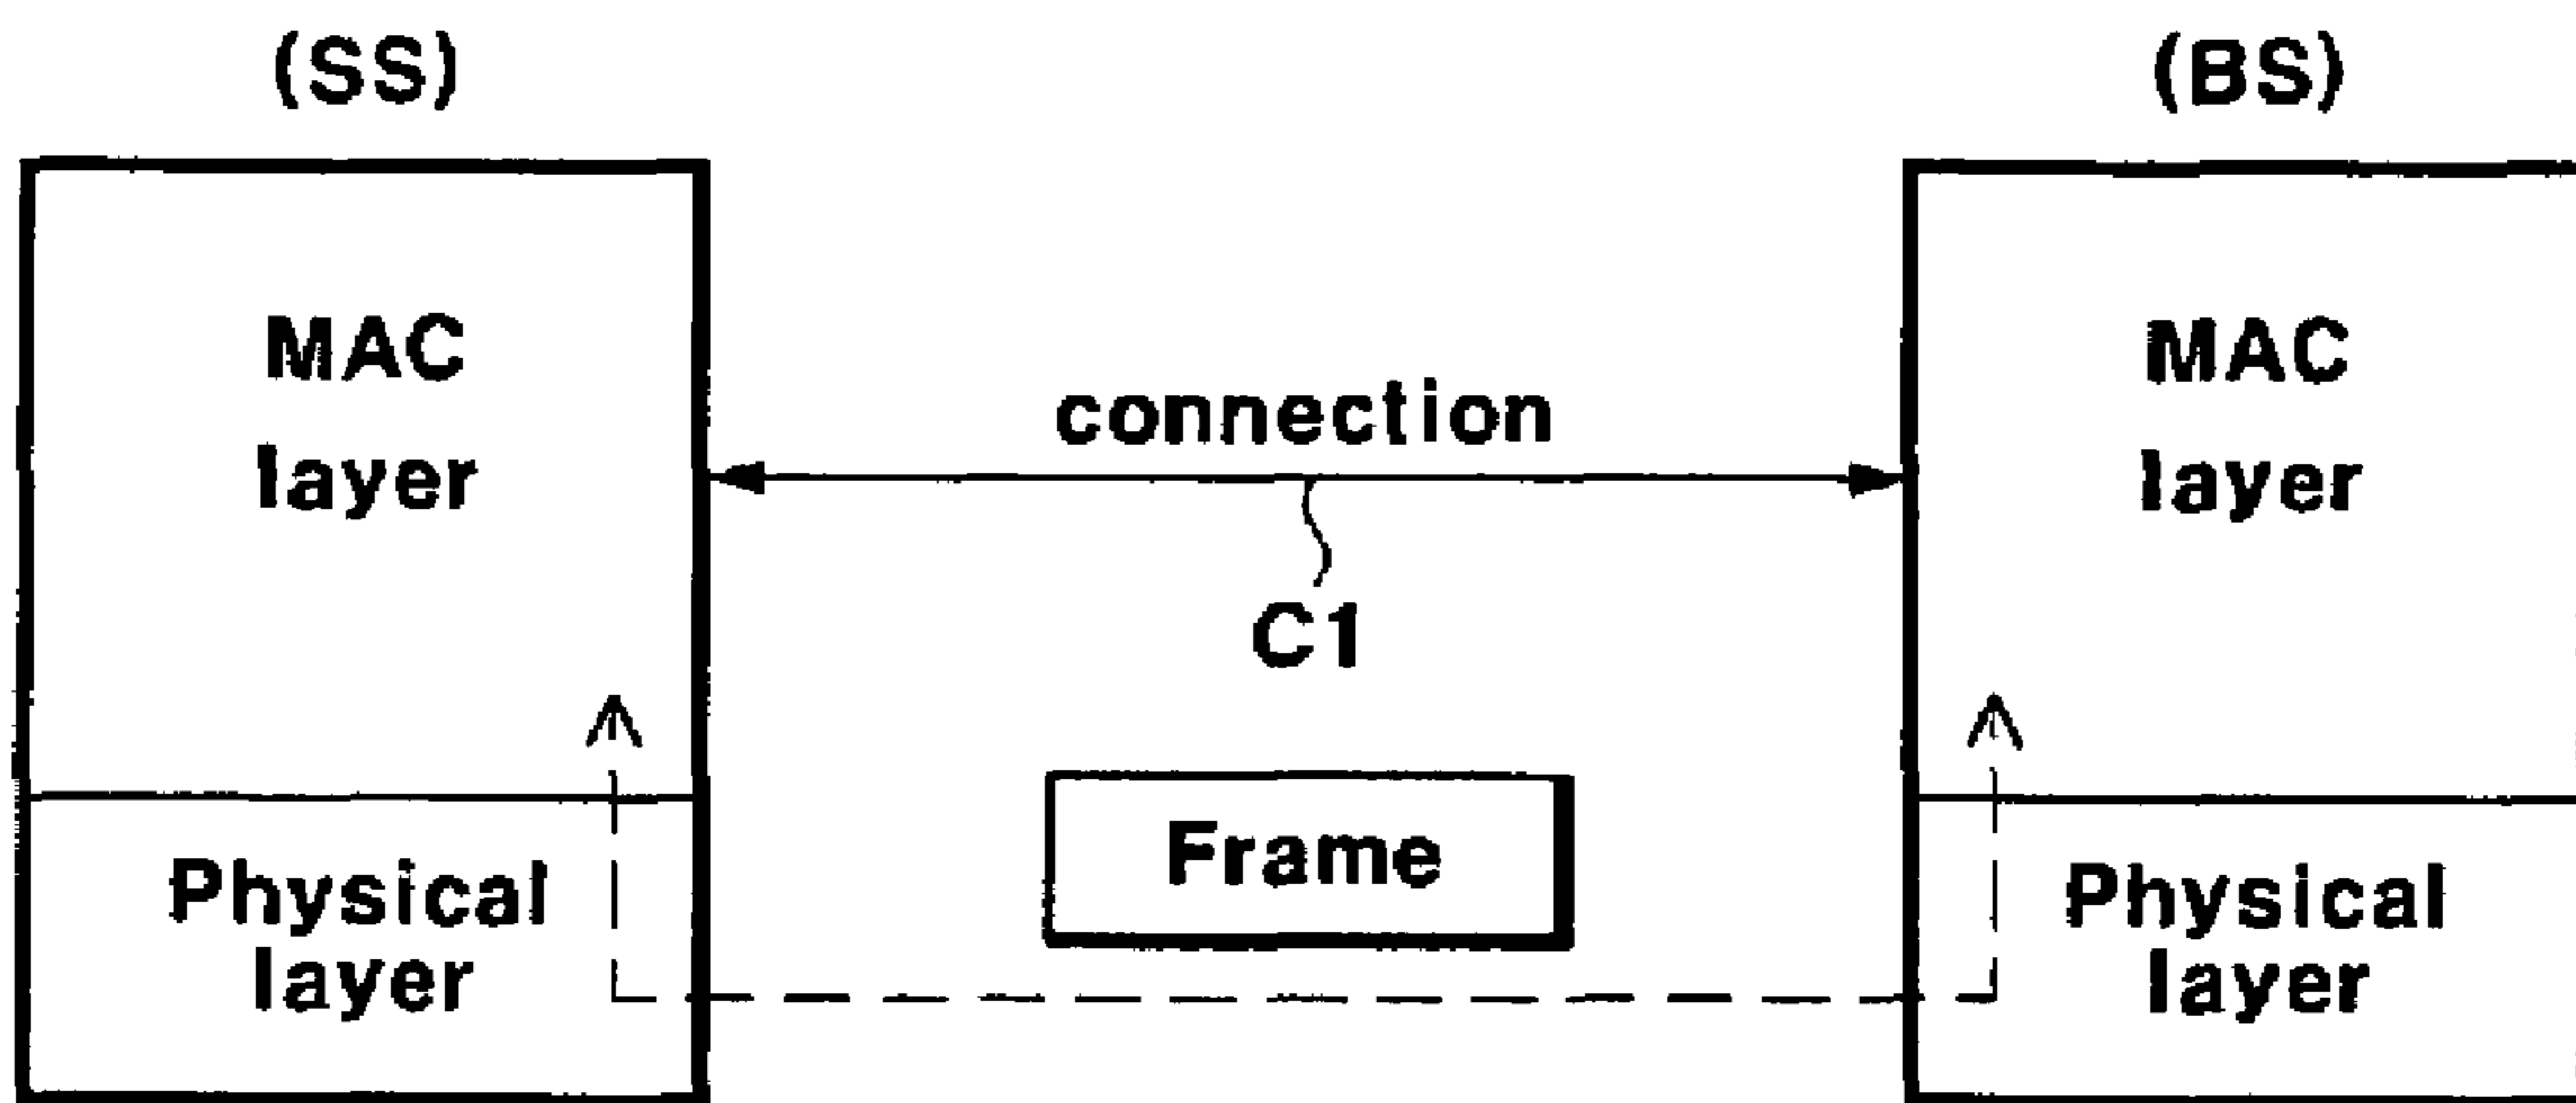 (SS)
(BS)
MAC
layer
MAC
layer
connection
C1
Frame
Physical
layer
Physical
layer